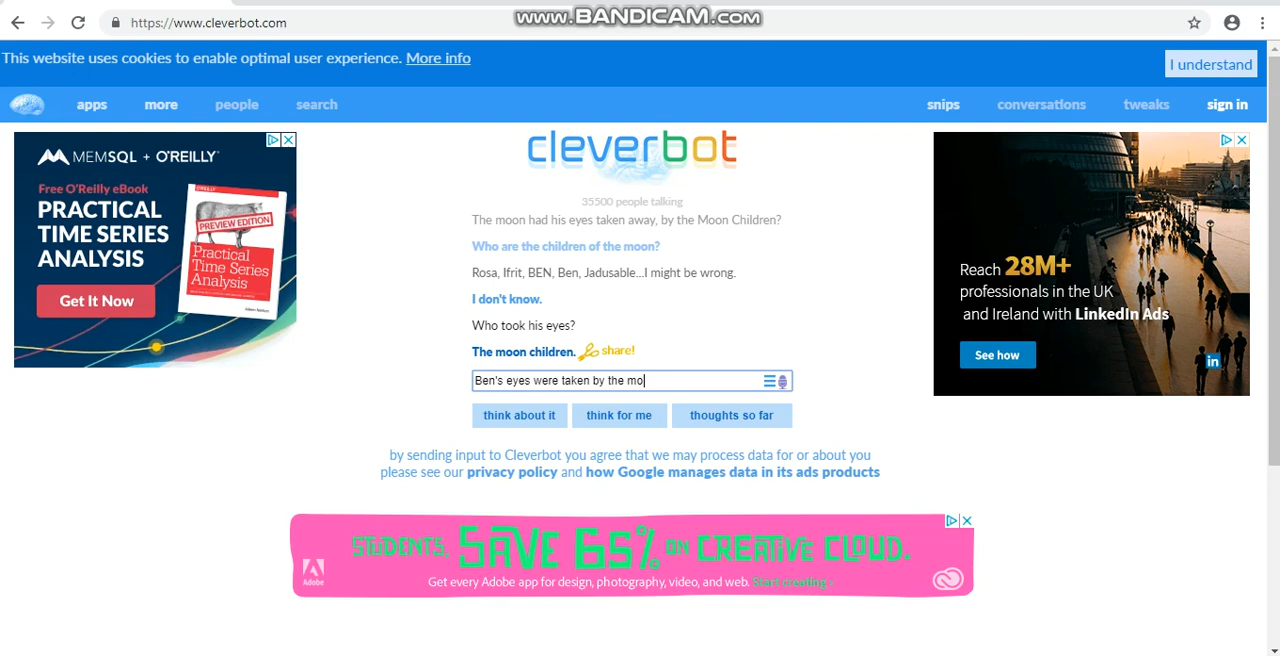 www.BANDICAM.com
https://www.cleverbot.com
This website uses cookies to enable optimal user experience. More info
I understand
apps more people search
snips conversations tweaks sign in
MEMSQL + O'REILLY
Free O'Reilly eBook
PRACTICAL
TIME SERIES
ANALYSIS
Get It Now
PREVIEW EDITION
Practical
Time Series
Analysis
cleverbot
35500 people talking
The moon had his eyes taken away, by the Moon Children?
Who are the children of the moon?
Rosa, Ifrit, BEN, Ben, Jadusable...I might be wrong.
I don't know.
Who took his eyes?
The moon children. share!
Ben's eyes were taken by the mo
think about it think for me thoughts so far
by sending input to Cleverbot you agree that we may process data for or about you
please see our privacy policy and how Google manages data in its ads products
Reach 28M+
professionals in the UK
and Ireland with LinkedIn Ads
See how
in
STUDENTS, SAVE 65% ON CREATIVE CLOUD.
Get every Adobe app for design, photography, video, and web. Start creating ›
Adobe